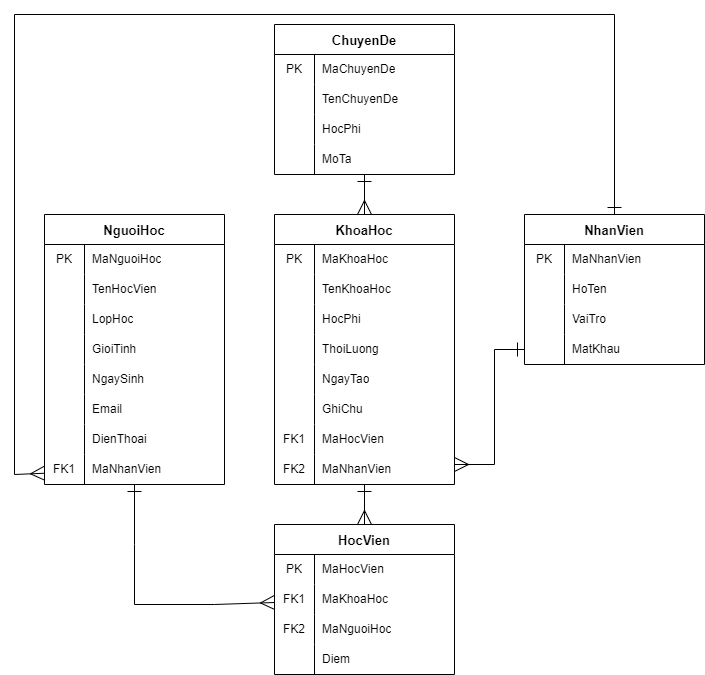 ChuyenDe
PK MaChuyenDe
TenChuyenDe
HocPhi
MoTa
NguoiHoc
PK MaNguoiHoc
TenHocVien
LopHoc
GioiTinh
NgaySinh
Email
DienThoai
FK1 MaNhanVien
KhoaHoc
PK MaKhoaHoc
TenKhoaHoc
HocPhi
ThoiLuong
NgayTao
GhiChu
FK1 MaHocVien
FK2 MaNhanVien
NhanVien
PK MaNhanVien
HoTen
VaiTro
MatKhau
HocVien
PK MaHocVien
FK1 MaKhoaHoc
FK2 MaNguoiHoc
Diem